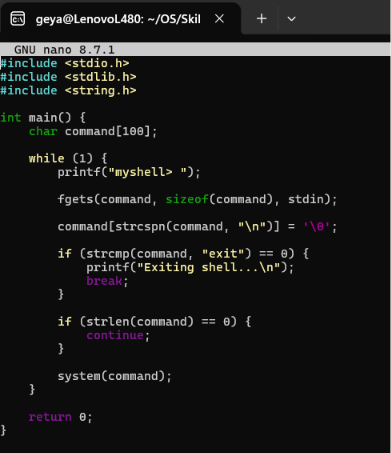 geya@LenovoL480: ~/OS/Skil
GNU nano 8.7.1
#include <stdio.h>
#include <stdlib.h>
#include <string.h>

int main() {
    char command[100];

    while (1) {
        printf("myshell> ");

        fgets(command, sizeof(command), stdin);

        command[strcspn(command, "\n")] = '\0';

        if (strcmp(command, "exit") == 0) {
            printf("Exiting shell...\n");
            break;
        }

        if (strlen(command) == 0) {
            continue;
        }

        system(command);
    }

    return 0;
}